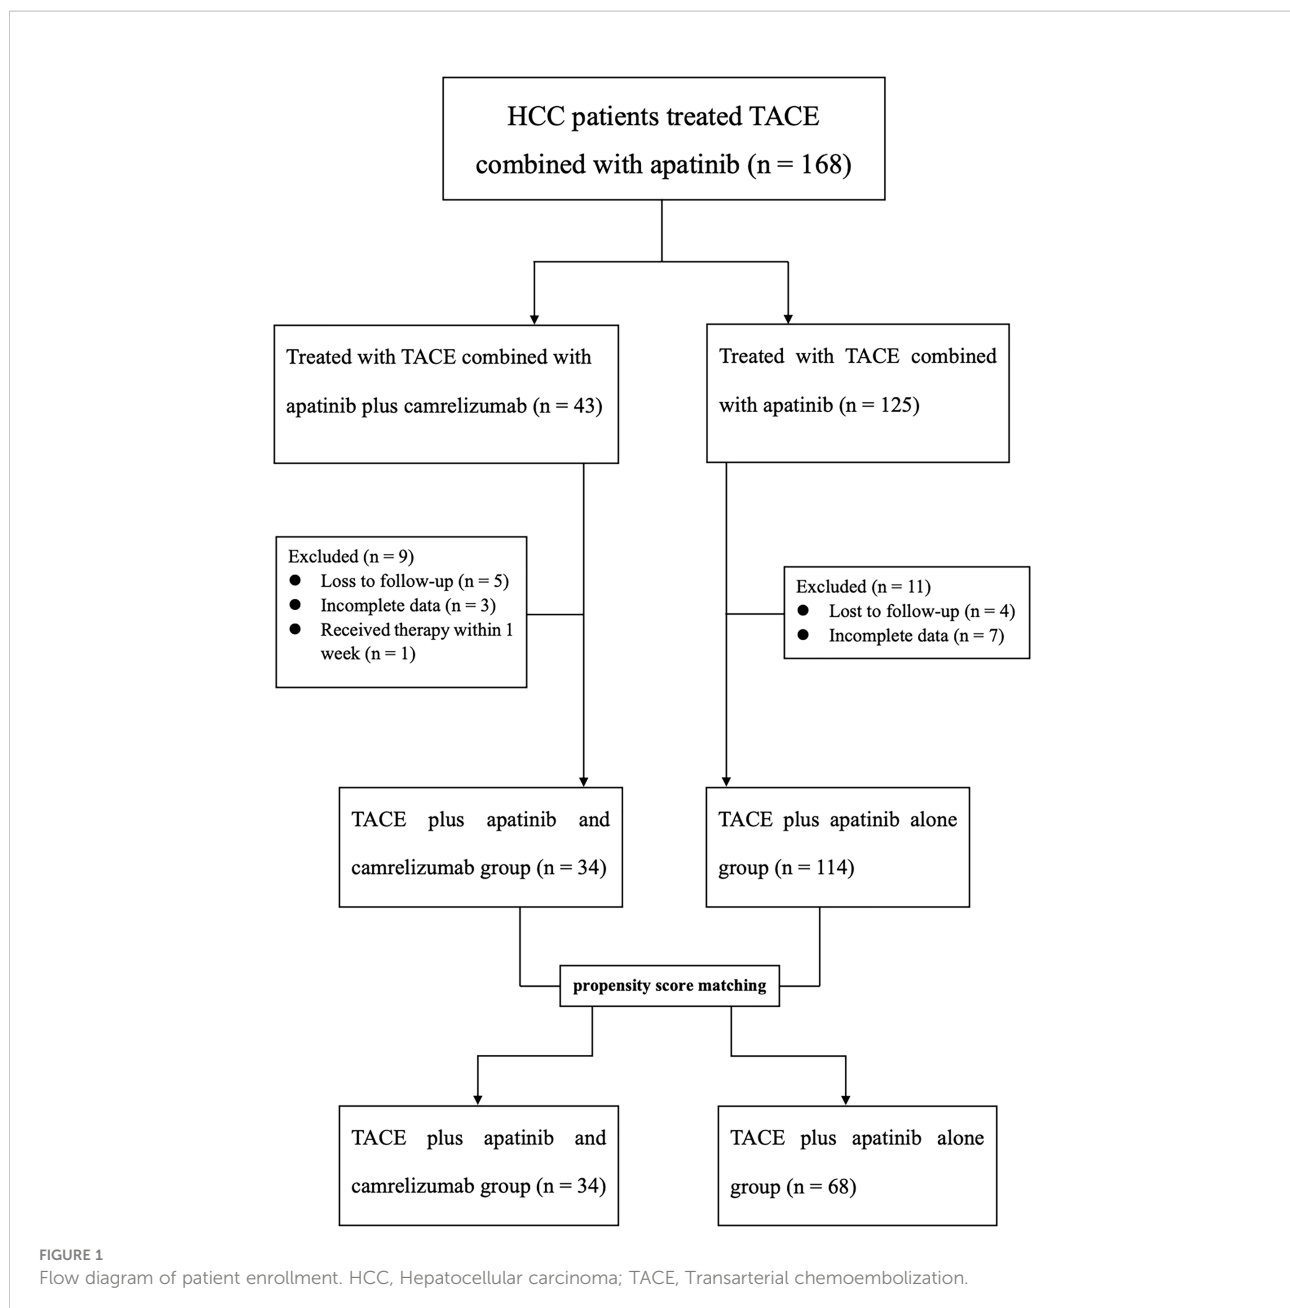 HCC patients treated TACE
combined with apatinib (n = 168)
Treated with TACE combined with
apatinib plus camrelizumab (n = 43)
Treated with TACE combined
with apatinib (n = 125)
Excluded (n = 9)
● Loss to follow-up (n = 5)
● Incomplete data (n = 3)
● Received therapy within 1
week (n = 1)
Excluded (n = 11)
● Lost to follow-up (n = 4)
● Incomplete data (n = 7)
TACE plus apatinib and
camrelizumab group (n = 34)
TACE plus apatinib alone
group (n = 114)
propensity score matching
TACE plus apatinib and
camrelizumab group (n = 34)
TACE plus apatinib alone
group (n = 68)
FIGURE 1
Flow diagram of patient enrollment. HCC, Hepatocellular carcinoma; TACE, Transarterial chemoembolization.